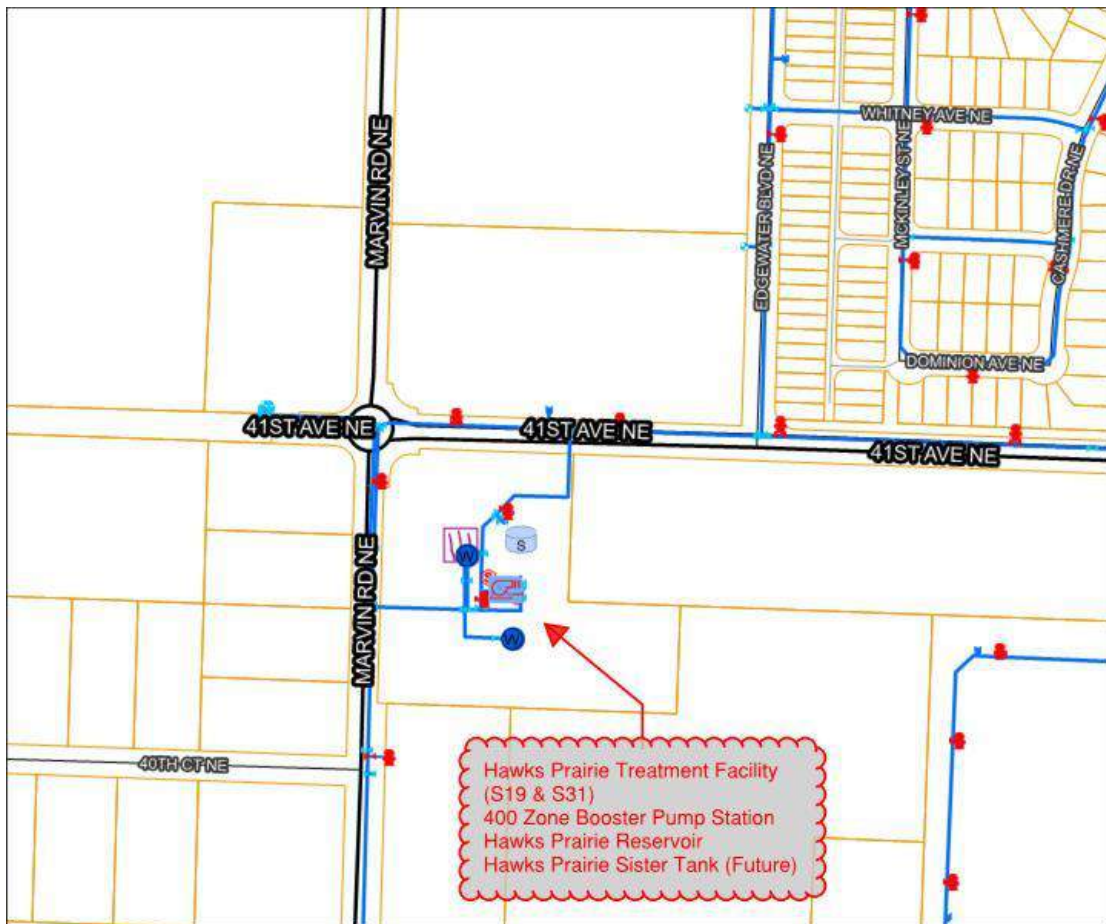 MARVIN RD NE
WHITNEY AVE NE
EDGEWATER BLVD NE
MCKINLEY ST NE
CASHMERE DR NE
DOMINION AVE NE
41ST AVE NE
41ST AVE NE
41ST AVE NE
S
W
W
MARVIN RD NE
40TH CT NE
Hawks Prairie Treatment Facility
(S19 & S31)
400 Zone Booster Pump Station
Hawks Prairie Reservoir
Hawks Prairie Sister Tank (Future)